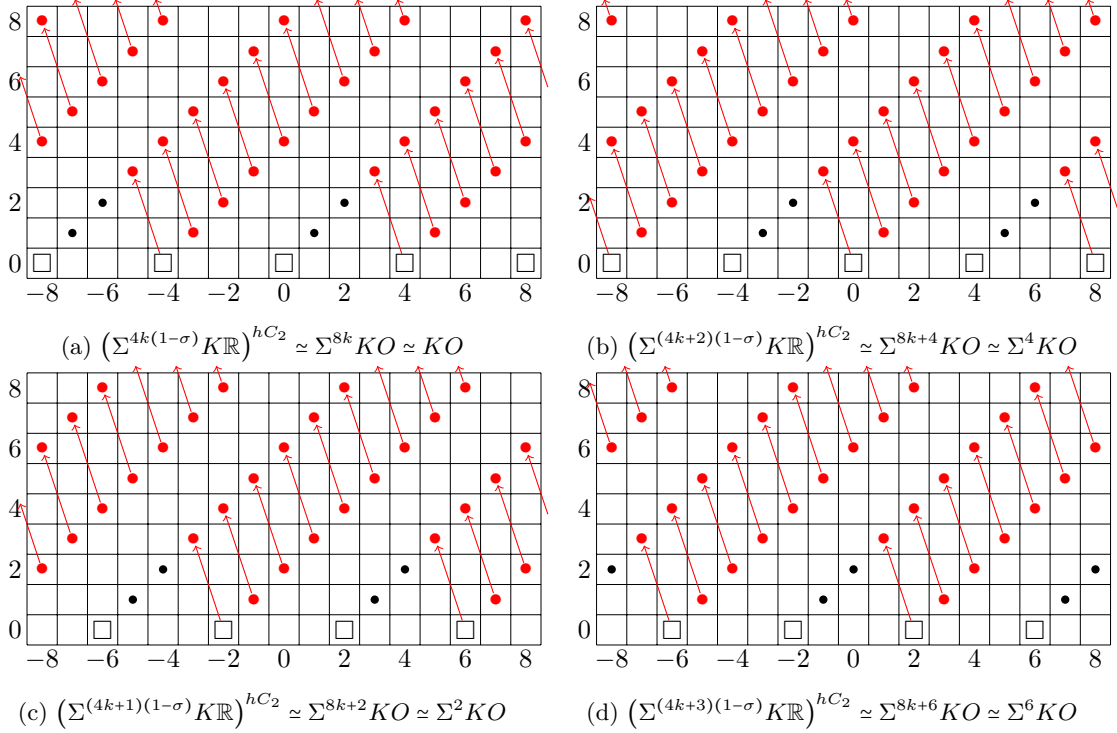 8
6
4
2
0
−8 −6 −4 −2 0 2 4 6 8
(a) (Σ^{4k(1−σ)}Kℝ)^{hC_2} ≃ Σ^{8k}KO ≃ KO
8
6
4
2
0
−8 −6 −4 −2 0 2 4 6 8
(b) (Σ^{(4k+2)(1−σ)}Kℝ)^{hC_2} ≃ Σ^{8k+4}KO ≃ Σ^4KO
8
6
4
2
0
−8 −6 −4 −2 0 2 4 6 8
(c) (Σ^{(4k+1)(1−σ)}Kℝ)^{hC_2} ≃ Σ^{8k+2}KO ≃ Σ^2KO
8
6
4
2
0
−8 −6 −4 −2 0 2 4 6 8
(d) (Σ^{(4k+3)(1−σ)}Kℝ)^{hC_2} ≃ Σ^{8k+6}KO ≃ Σ^6KO